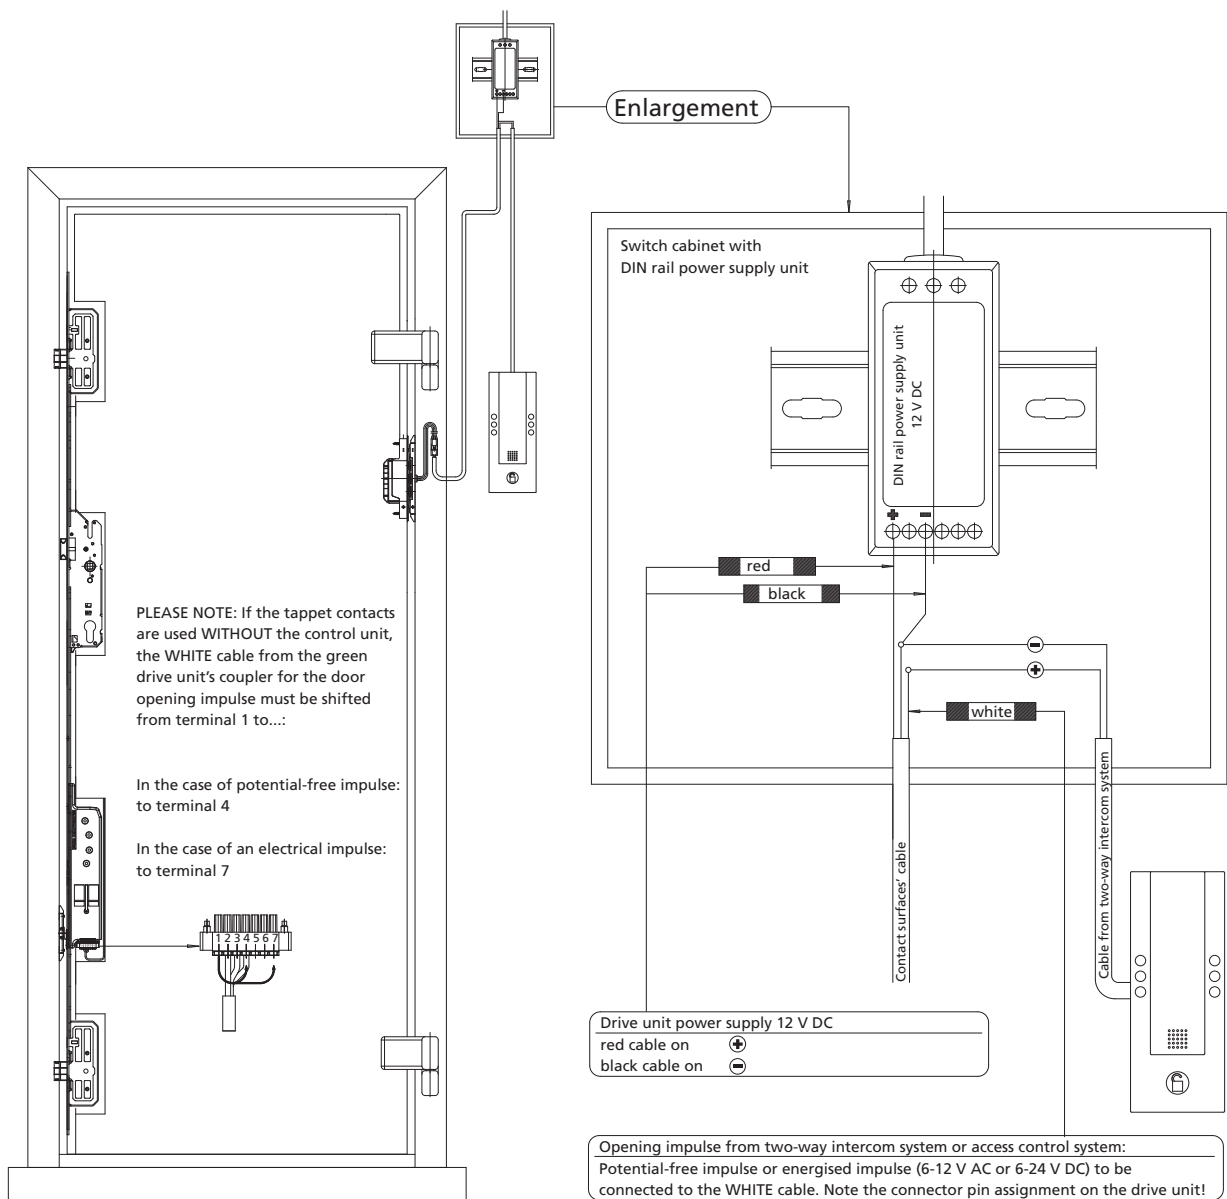 Enlargement
Switch cabinet with
DIN rail power supply unit
DIN rail power supply unit
12 V DC
red
black
white
PLEASE NOTE: If the tappet contacts
are used WITHOUT the control unit,
the WHITE cable from the green
drive unit's coupler for the door
opening impulse must be shifted
from terminal 1 to...:
In the case of potential-free impulse:
to terminal 4
In the case of an electrical impulse:
to terminal 7
1 2 3 4 5 6 7
Contact surfaces' cable
Cable from two-way intercom system
Drive unit power supply 12 V DC
red cable on +
black cable on −
Opening impulse from two-way intercom system or access control system:
Potential-free impulse or energised impulse (6-12 V AC or 6-24 V DC) to be
connected to the WHITE cable. Note the connector pin assignment on the drive unit!